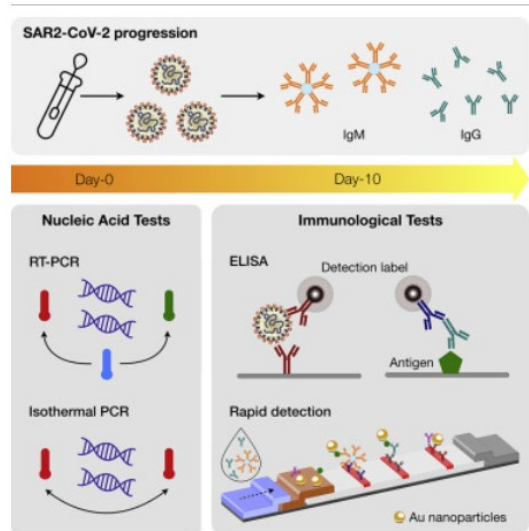 SAR2-CoV-2 progression
IgM
IgG
Day-0
Day-10
Nucleic Acid Tests
RT-PCR
Isothermal PCR
Immunological Tests
ELISA
Detection label
Antigen
Rapid detection
Au nanoparticles